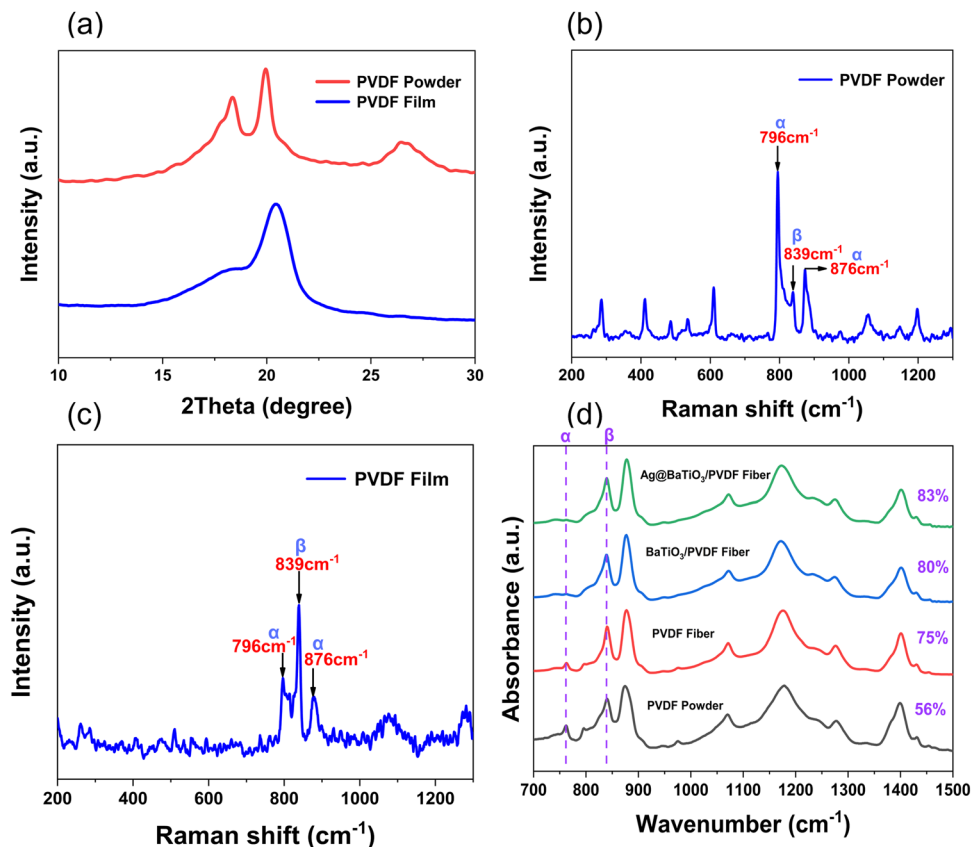 (a)
PVDF Powder
PVDF Film
Intensity (a.u.)
10 15 20 25 30
2Theta (degree)
(b)
PVDF Powder
α
796cm⁻¹
β
839cm⁻¹
α
876cm⁻¹
Intensity (a.u.)
200 400 600 800 1000 1200
Raman shift (cm⁻¹)
(c)
PVDF Film
β
839cm⁻¹
α
796cm⁻¹
α
876cm⁻¹
Intensity (a.u.)
200 400 600 800 1000 1200
Raman shift (cm⁻¹)
(d)
α β
Ag@BaTiO₃/PVDF Fiber
83%
BaTiO₃/PVDF Fiber
80%
PVDF Fiber
75%
PVDF Powder
56%
Absorbance (a.u.)
700 800 900 1000 1100 1200 1300 1400 1500
Wavenumber (cm⁻¹)